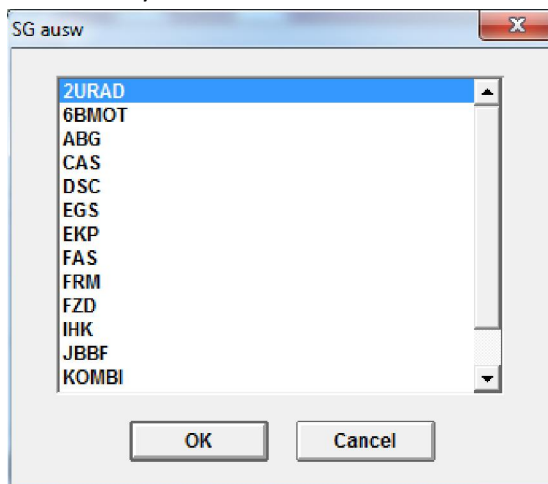 SG ausw
2URAD
6BMOT
ABG
CAS
DSC
EGS
EKP
FAS
FRM
FZD
IHK
JBBF
KOMBI
OK
Cancel